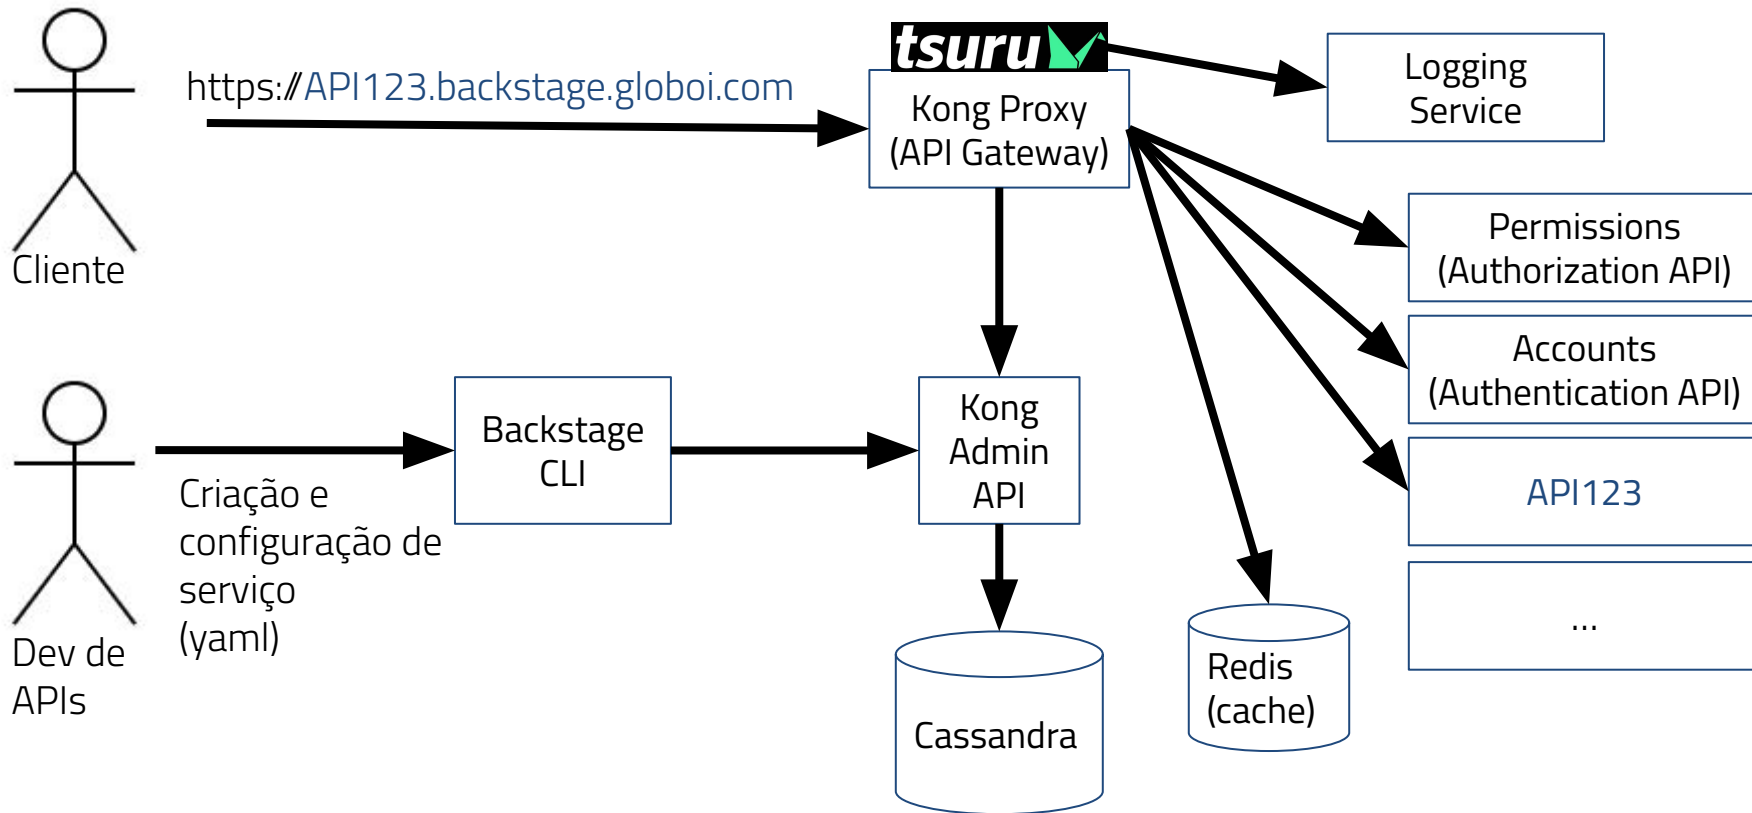 tsuru
https://API123.backstage.globoi.com
Kong Proxy
(API Gateway)
Logging
Service
Cliente
Permissions
(Authorization API)
Accounts
(Authentication API)
API123
...
Dev de
APIs
Criação e
configuração de
serviço
(yaml)
Backstage
CLI
Kong
Admin
API
Cassandra
Redis
(cache)